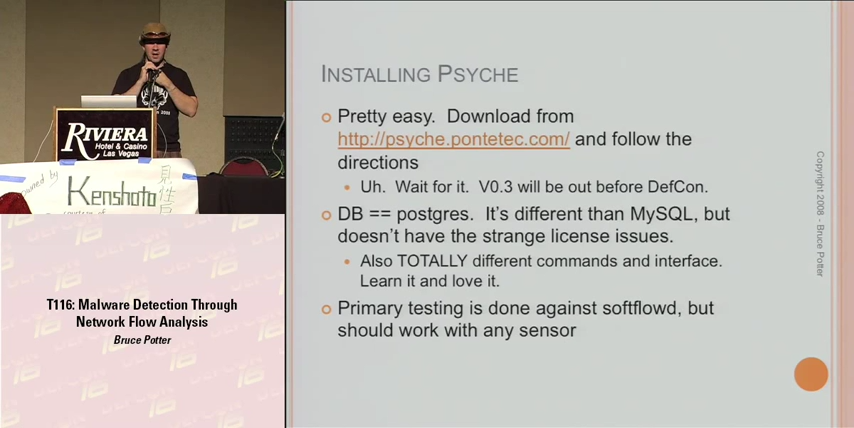 RIVIERA
Hotel & Casino
Las Vegas
owned by
Kenshoto
T116: Malware Detection Through
Network Flow Analysis
Bruce Potter
INSTALLING PSYCHE
Pretty easy. Download from
http://psyche.pontetec.com/ and follow the
directions
Uh. Wait for it. V0.3 will be out before DefCon.
DB == postgres. It's different than MySQL, but
doesn't have the strange license issues.
Also TOTALLY different commands and interface.
Learn it and love it.
Primary testing is done against softflowd, but
should work with any sensor
Copyright 2008 - Bruce Potter